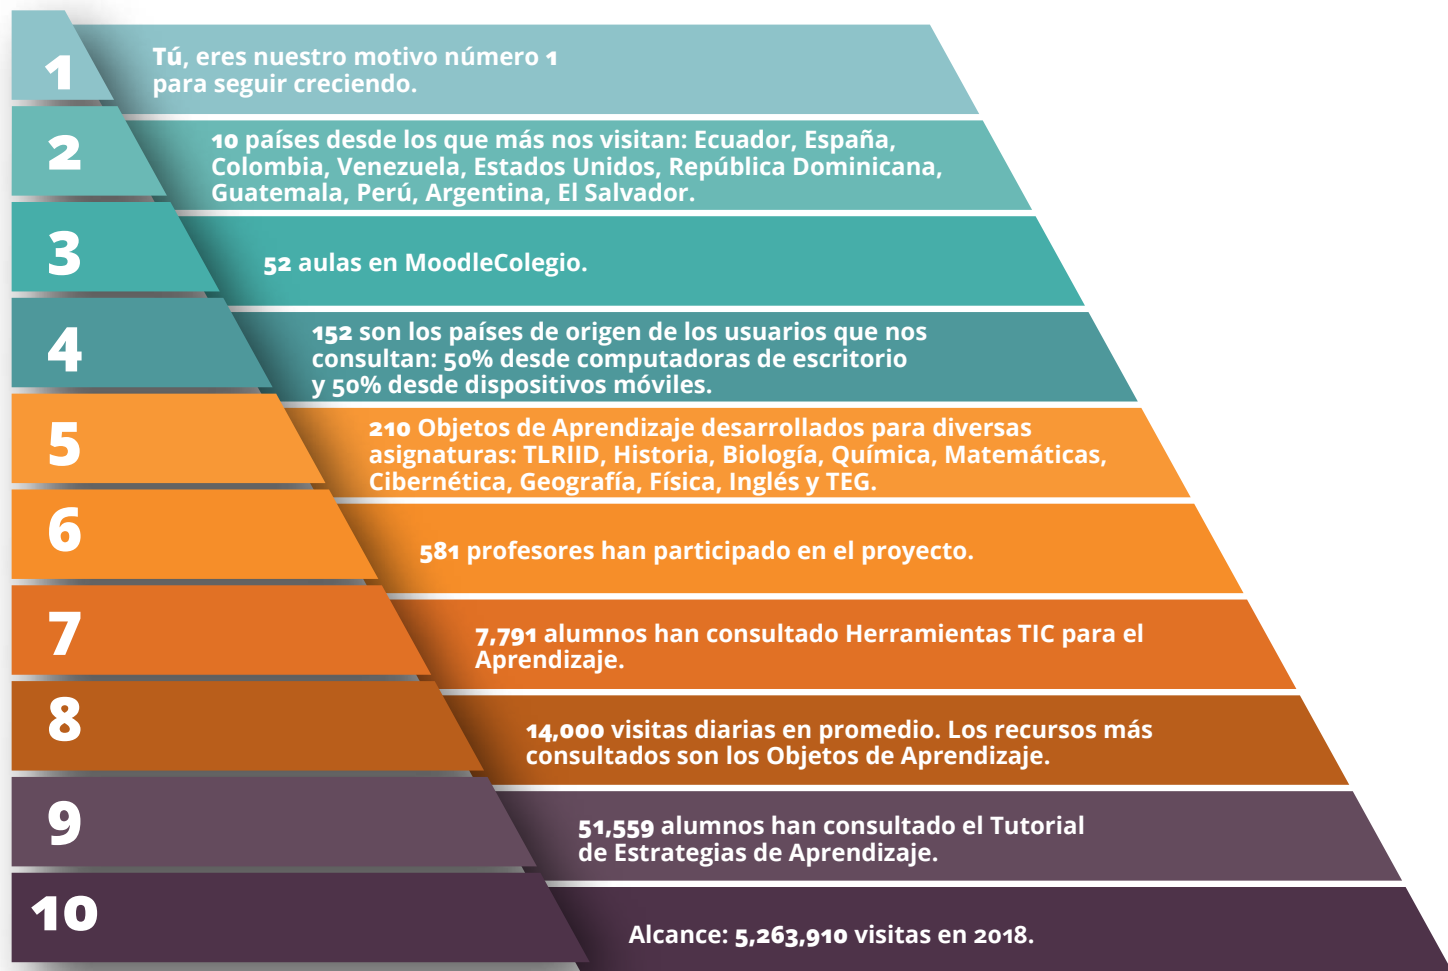 1
Tú, eres nuestro motivo número 1
para seguir creciendo.
2
10 países desde los que más nos visitan: Ecuador, España,
Colombia, Venezuela, Estados Unidos, República Dominicana,
Guatemala, Perú, Argentina, El Salvador.
3
52 aulas en MoodleColegio.
4
152 son los países de origen de los usuarios que nos
consultan: 50% desde computadoras de escritorio
y 50% desde dispositivos móviles.
5
210 Objetos de Aprendizaje desarrollados para diversas
asignaturas: TLRIID, Historia, Biología, Química, Matemáticas,
Cibernética, Geografía, Física, Inglés y TEG.
6
581 profesores han participado en el proyecto.
7
7,791 alumnos han consultado Herramientas TIC para el
Aprendizaje.
8
14,000 visitas diarias en promedio. Los recursos más
consultados son los Objetos de Aprendizaje.
9
51,559 alumnos han consultado el Tutorial
de Estrategias de Aprendizaje.
10
Alcance: 5,263,910 visitas en 2018.